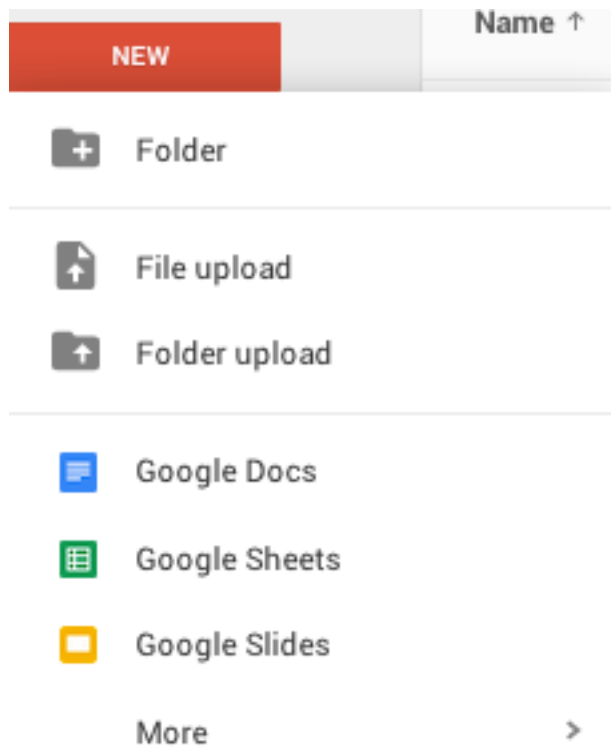 Name ↑
NEW
Folder
File upload
Folder upload
Google Docs
Google Sheets
Google Slides
More >